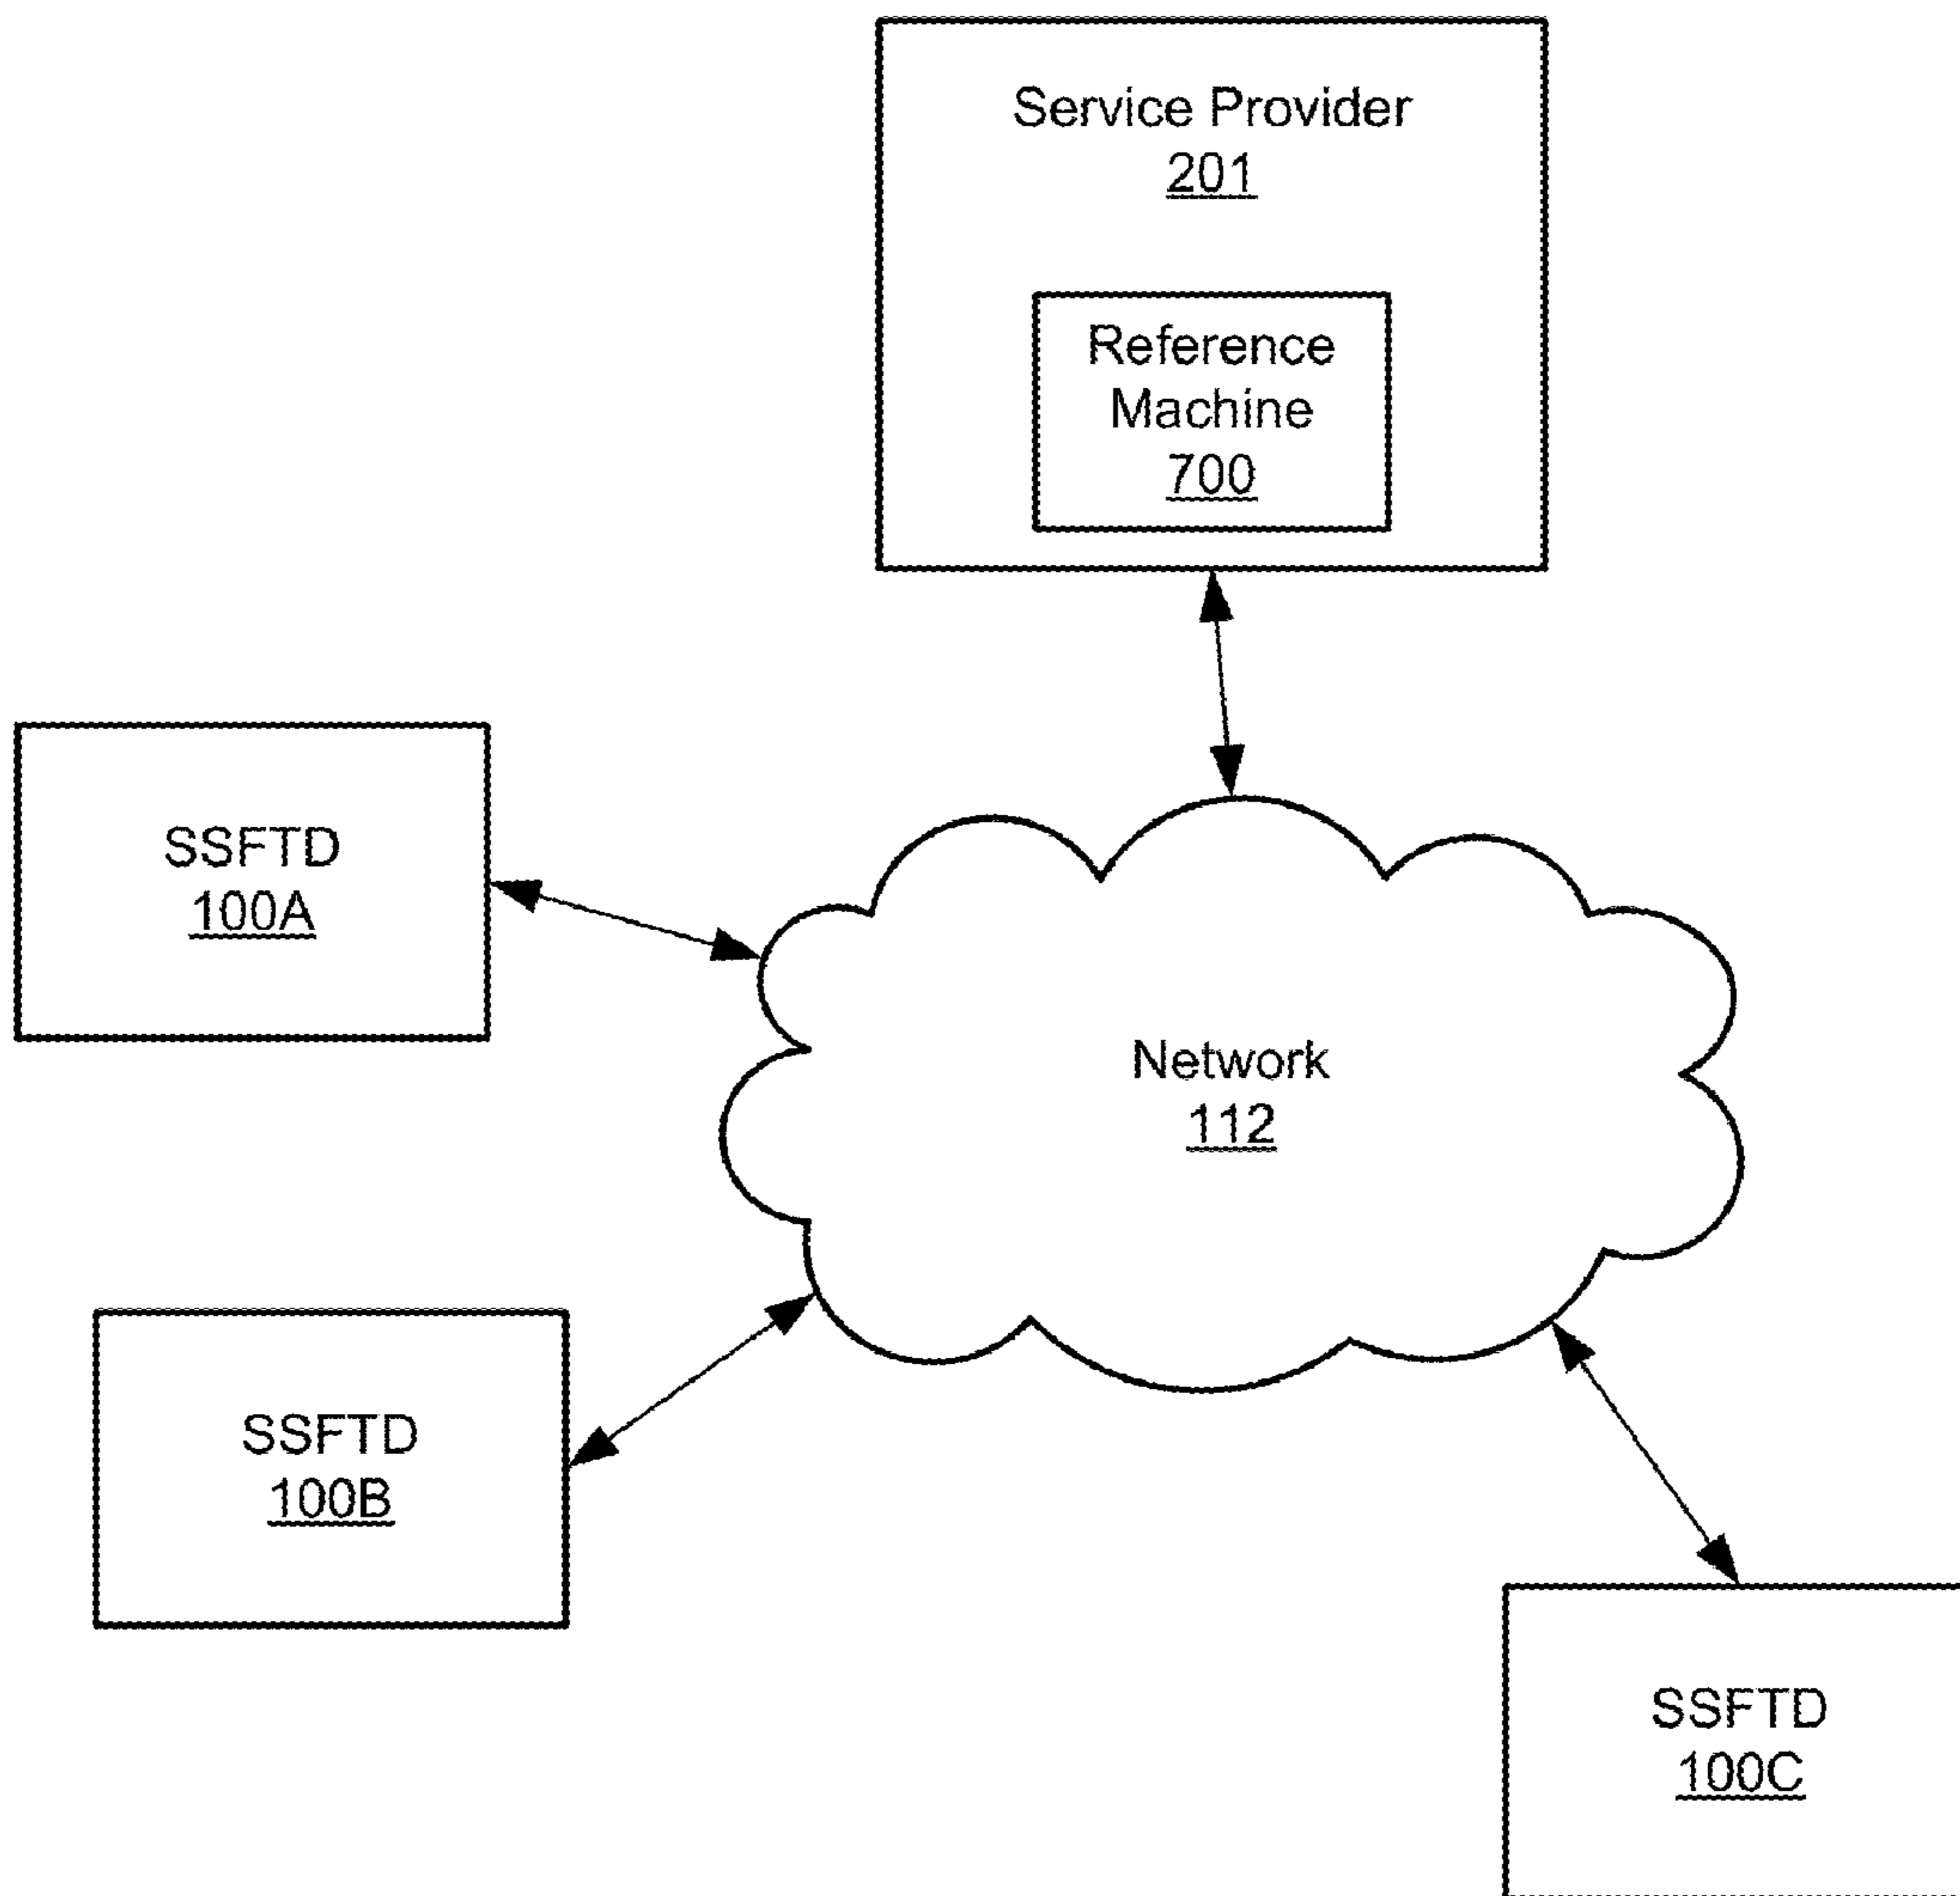 Service Provider
201
Reference
Machine
700
SSFTD
100A
Network
112
SSFTD
100B
SSFTD
100C